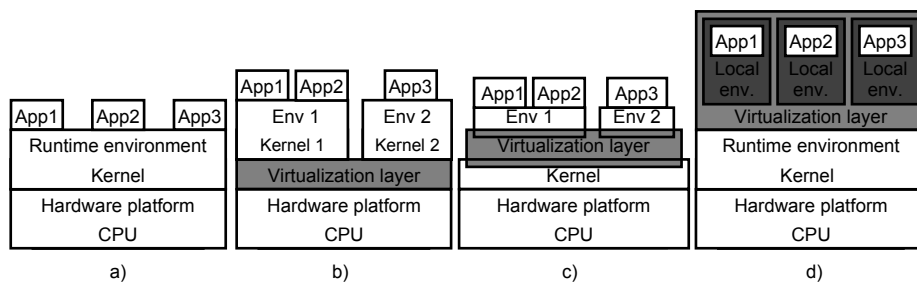 App1 App2 App3
Runtime environment
Kernel
Hardware platform
CPU
a)
App1 App2 App3
Env 1 Env 2
Kernel 1 Kernel 2
Virtualization layer
Hardware platform
CPU
b)
App1 App2 App3
Env 1 Env 2
Virtualization layer
Kernel
Hardware platform
CPU
c)
App1 App2 App3
Local Local Local
env. env. env.
Virtualization layer
Runtime environment
Kernel
Hardware platform
CPU
d)